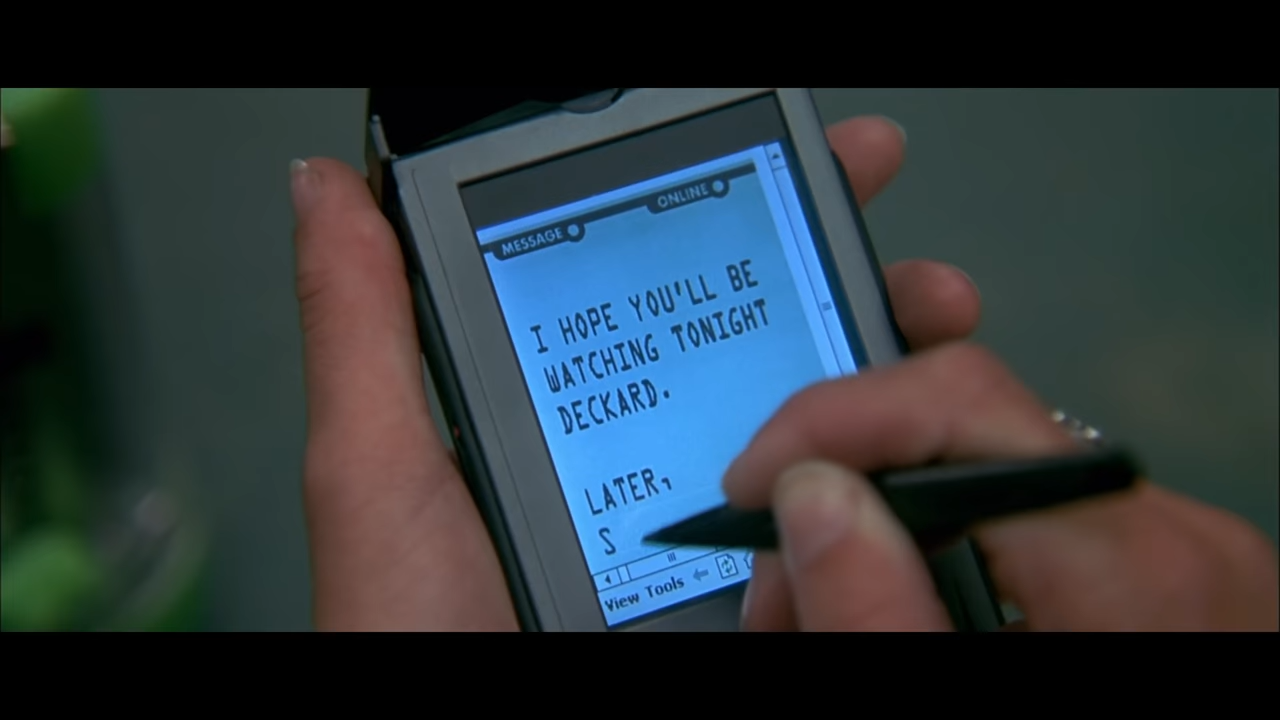 MESSAGE
ONLINE
I HOPE YOU'LL BE
WATCHING TONIGHT
DECKARD.
LATER,
S
View Tools